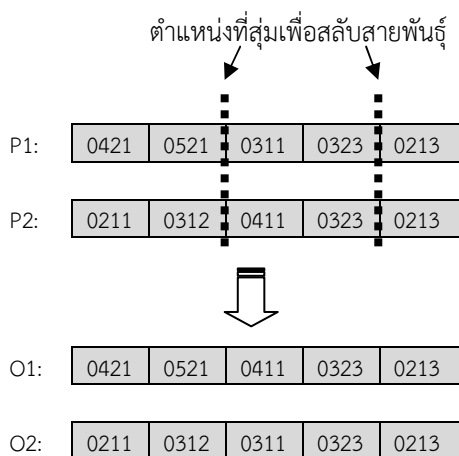 ตำแหน่งที่สุ่มเพื่อสลับสายพันธุ์
P1: 0421 0521 0311 0323 0213
P2: 0211 0312 0411 0323 0213
O1: 0421 0521 0411 0323 0213
O2: 0211 0312 0311 0323 0213